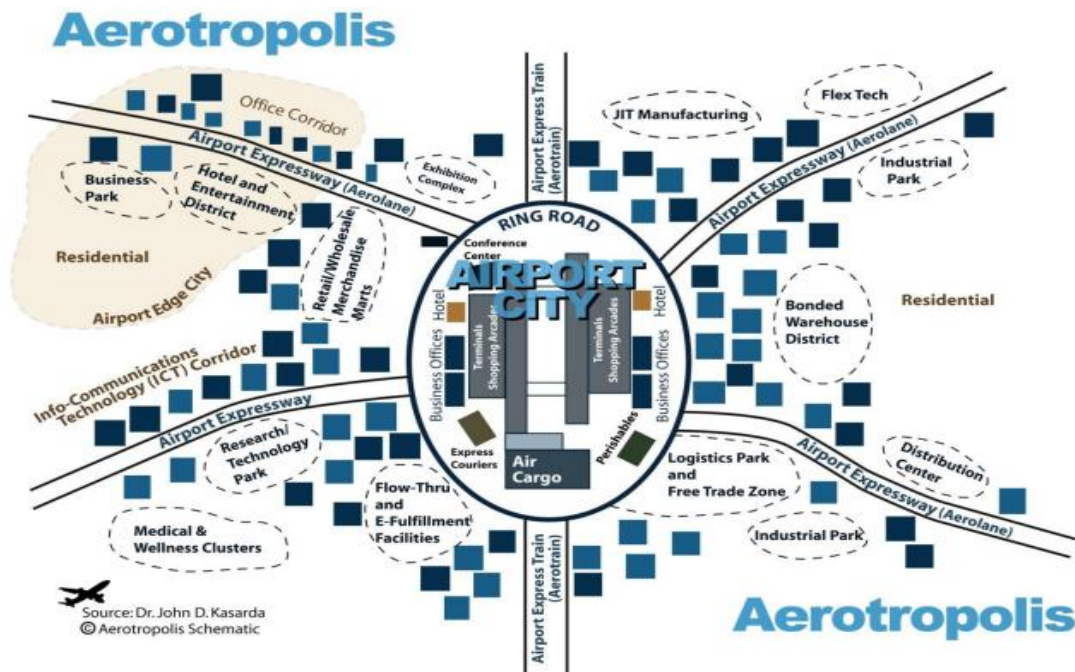 Aerotropolis
Office Corridor
Airport Expressway (Aerolane)
Business
Park
Hotel and
Entertainment
District
Exhibition
Complex
Retail/Wholesale
Merchandise
Marts
Residential
Airport Edge City
Airport Express Train
(Aerotrain)
JIT Manufacturing
Flex Tech
Airport Expressway (Aerolane)
Industrial
Park
RING ROAD
Conference
Center
AIRPORT
CITY
Hotel
Terminals
Shopping Arcades
Business Offices
Terminals
Shopping Arcades
Hotel
Business Offices
Express
Couriers
Air
Cargo
Perishables
Bonded
Warehouse
District
Residential
Info-Communications
Technology (ICT) Corridor
Airport Expressway
Research/
Technology
Park
Medical &
Wellness Clusters
Flow-Thru
and
E-Fulfillment
Facilities
Logistics Park
and
Free Trade Zone
Distribution
Center
Airport Expressway (Aerolane)
Industrial Park
Airport Express Train
(Aerotrain)
Source: Dr. John D. Kasarda
© Aerotropolis Schematic
Aerotropolis